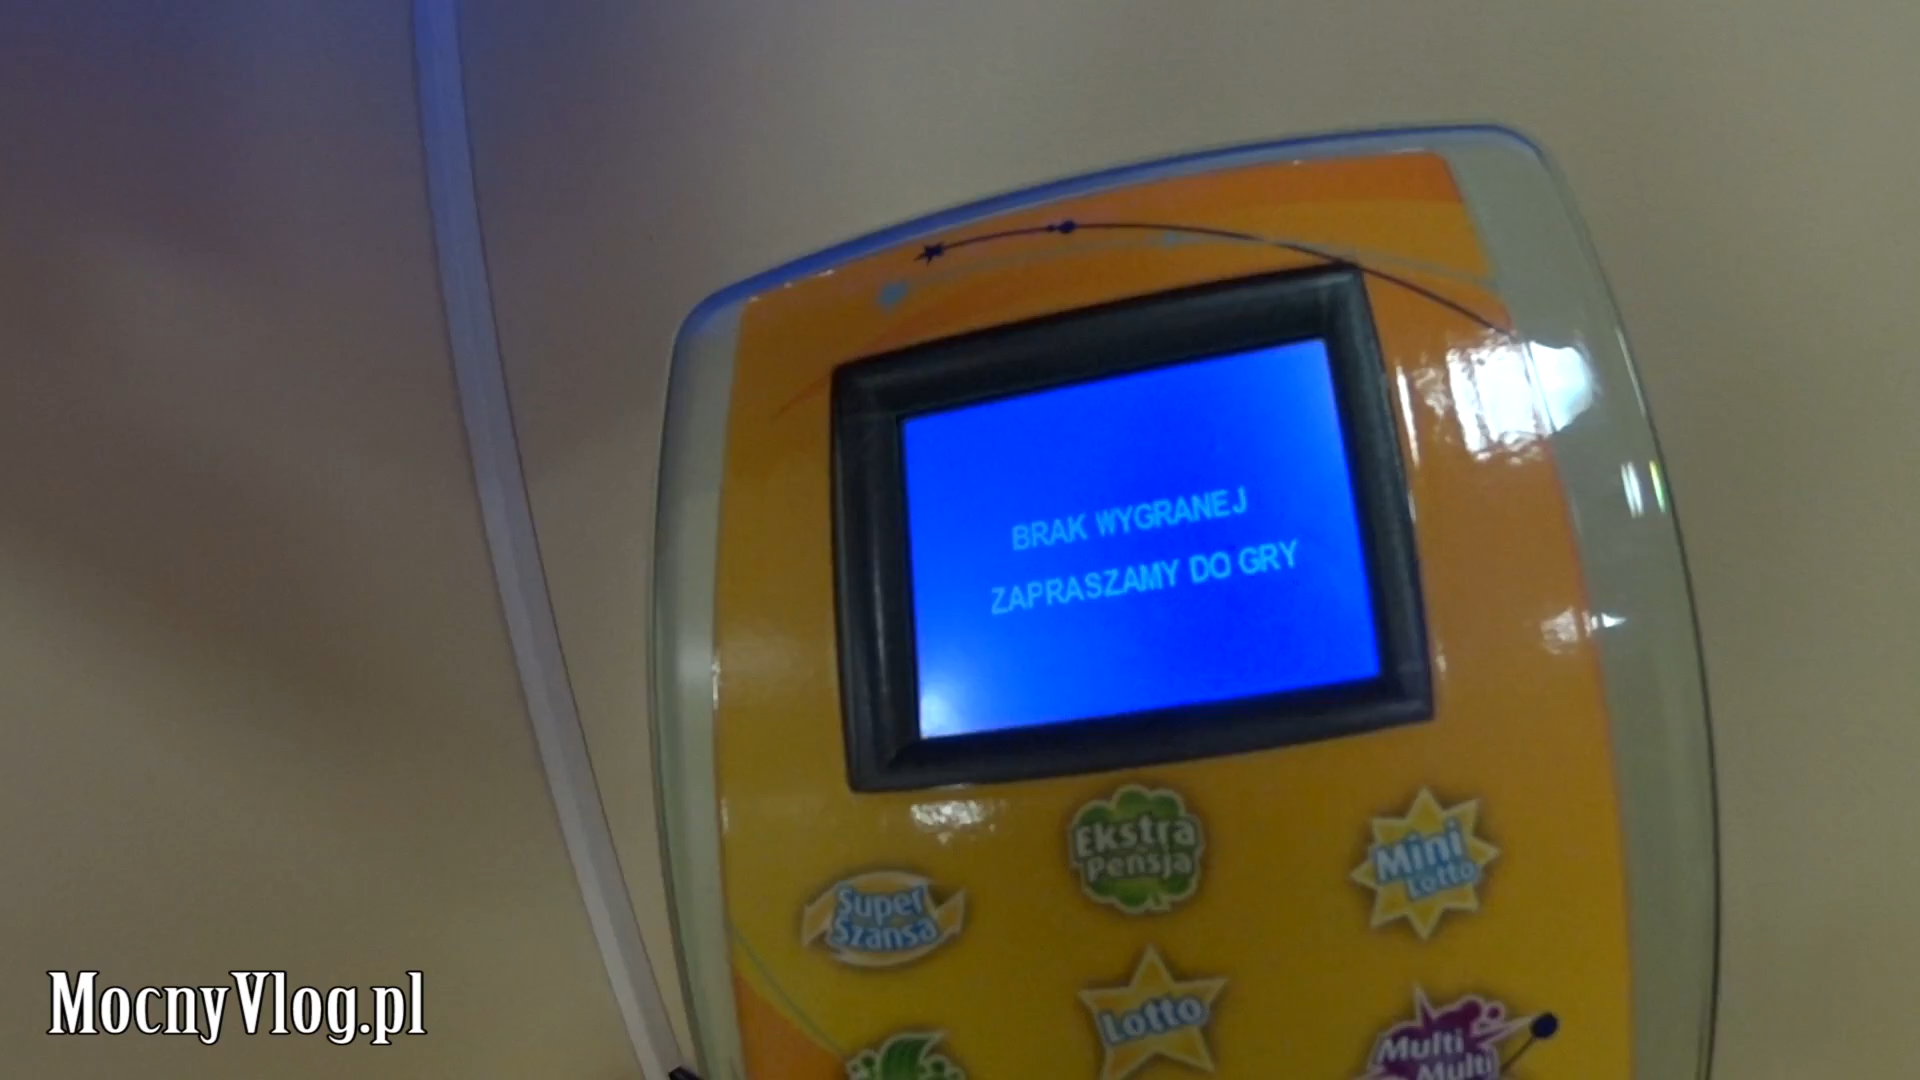 BRAK WYGRANEJ
ZAPRASZAMY DO GRY
Ekstra
Pensja
Mini
Lotto
Super
Szansa
Lotto
Multi
Multi
MocnyVlog.pl